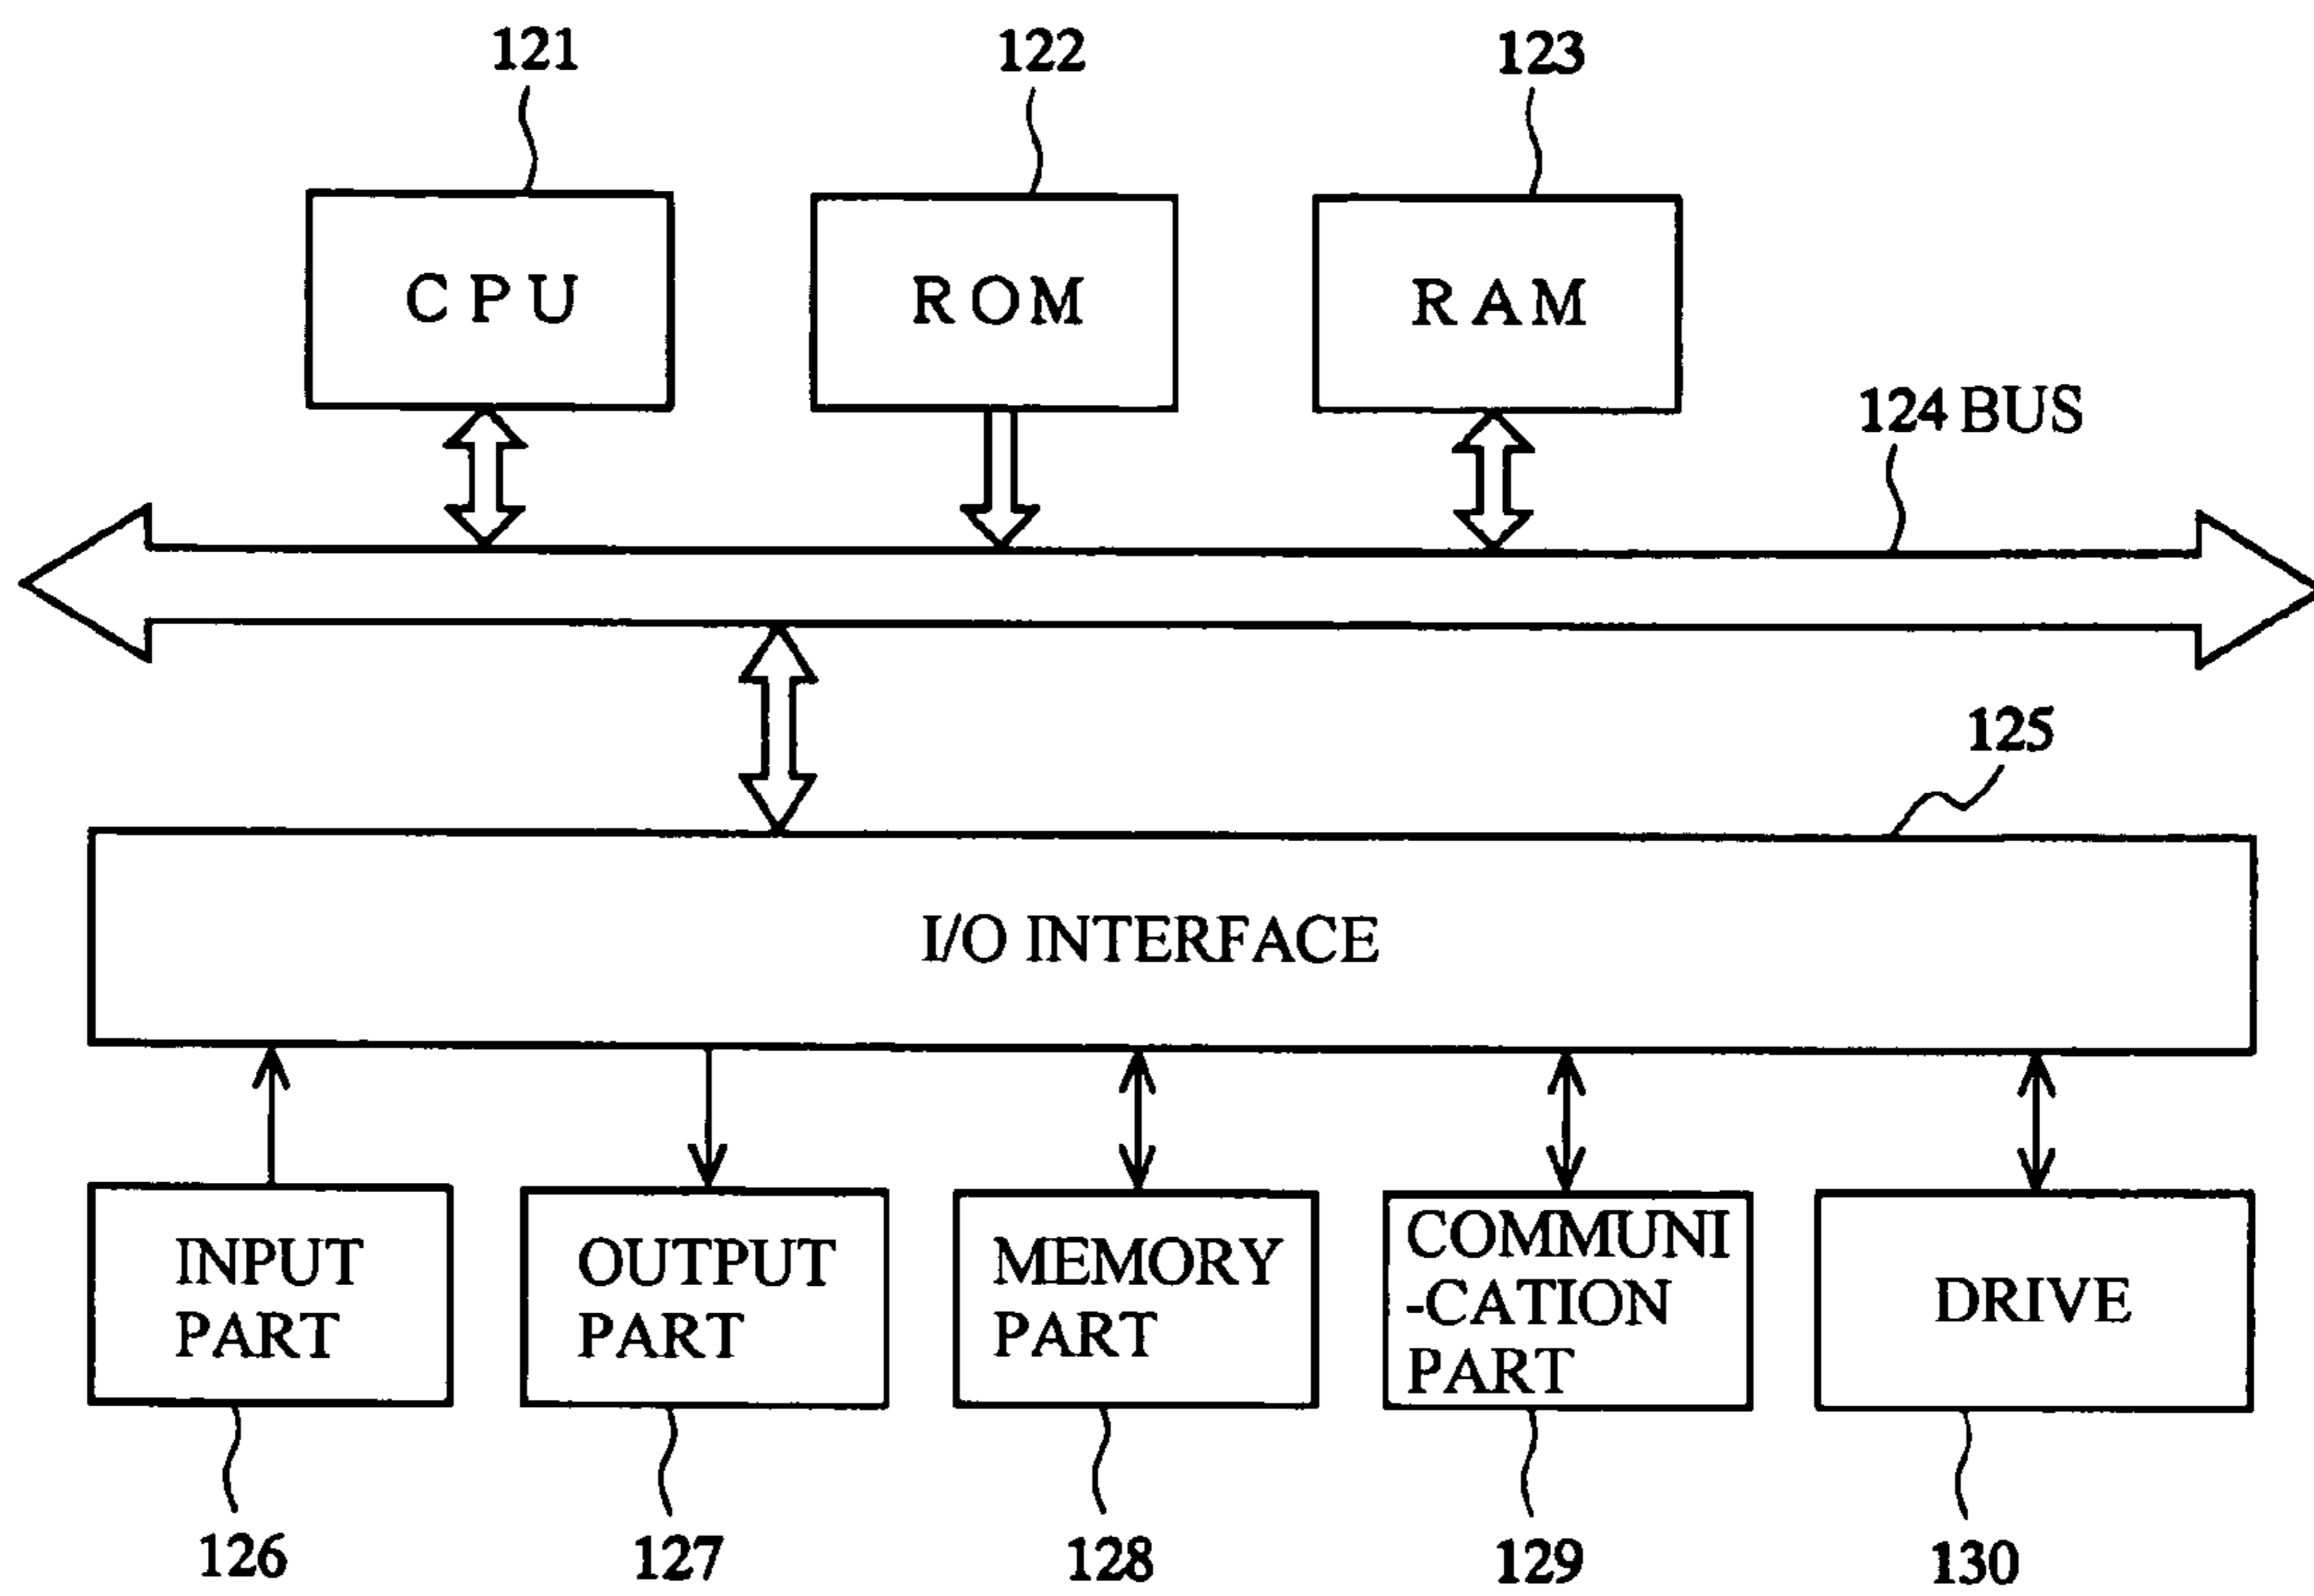 121
122
123
CPU
ROM
RAM
124 BUS
125
I/O INTERFACE
INPUT
PART
OUTPUT
PART
MEMORY
PART
COMMUNI
-CATION
PART
DRIVE
126
127
128
129
130